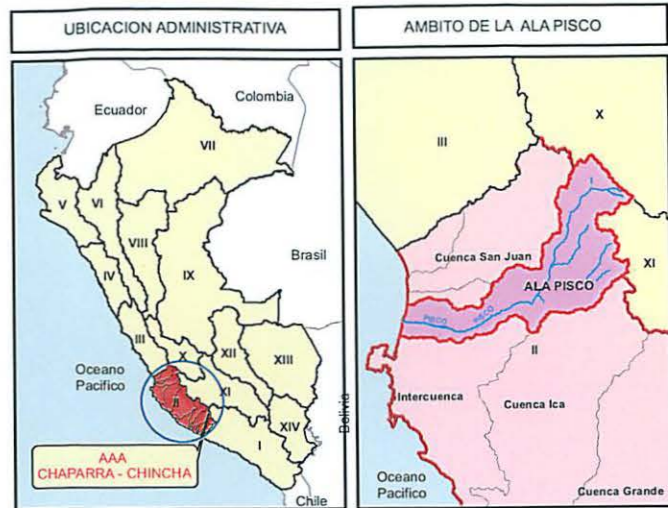 UBICACION ADMINISTRATIVA
Ecuador
Colombia
VII
V
VI
VIII
Brasil
IV
IX
III
X
XII
XIII
Oceano
Pacifico
II
XI
XIV
I
Bolivia
AAA
CHAPARRA - CHINCHA
Chile
AMBITO DE LA ALA PISCO
X
III
I
Cuenca San Juan
XI
ALA PISCO
PISCO
PISCO
II
Intercuenca
Cuenca Ica
Oceano
Pacifico
Cuenca Grande